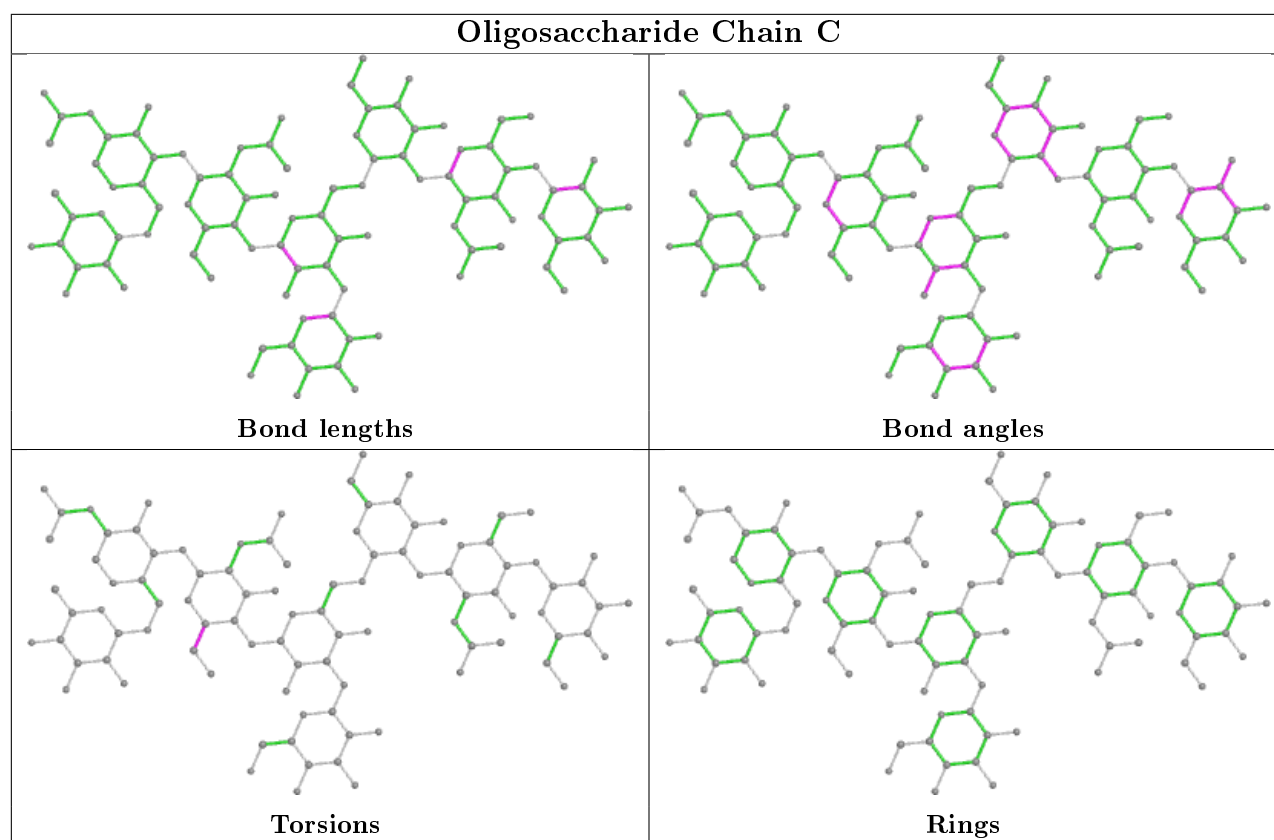 Oligosaccharide Chain C
Bond lengths
Bond angles
Torsions
Rings